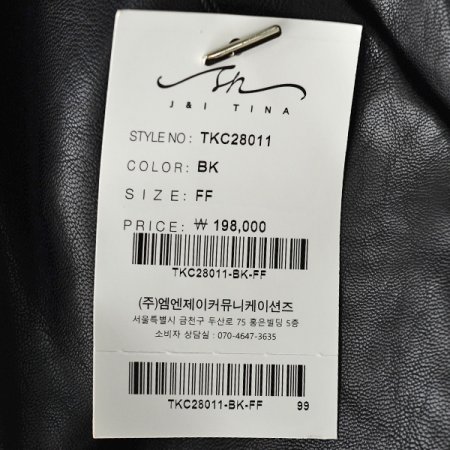 J & I TINA
STYLE NO : TKC28011
COLOR: BK
SIZE: FF
PRICE: ₩ 198,000
TKC28011-BK-FF
(주)엠엔제이커뮤니케이션즈
서울특별시 금천구 두산로 75 홍은빌딩 5층
소비자 상담실 : 070-4647-3635
TKC28011-BK-FF 99